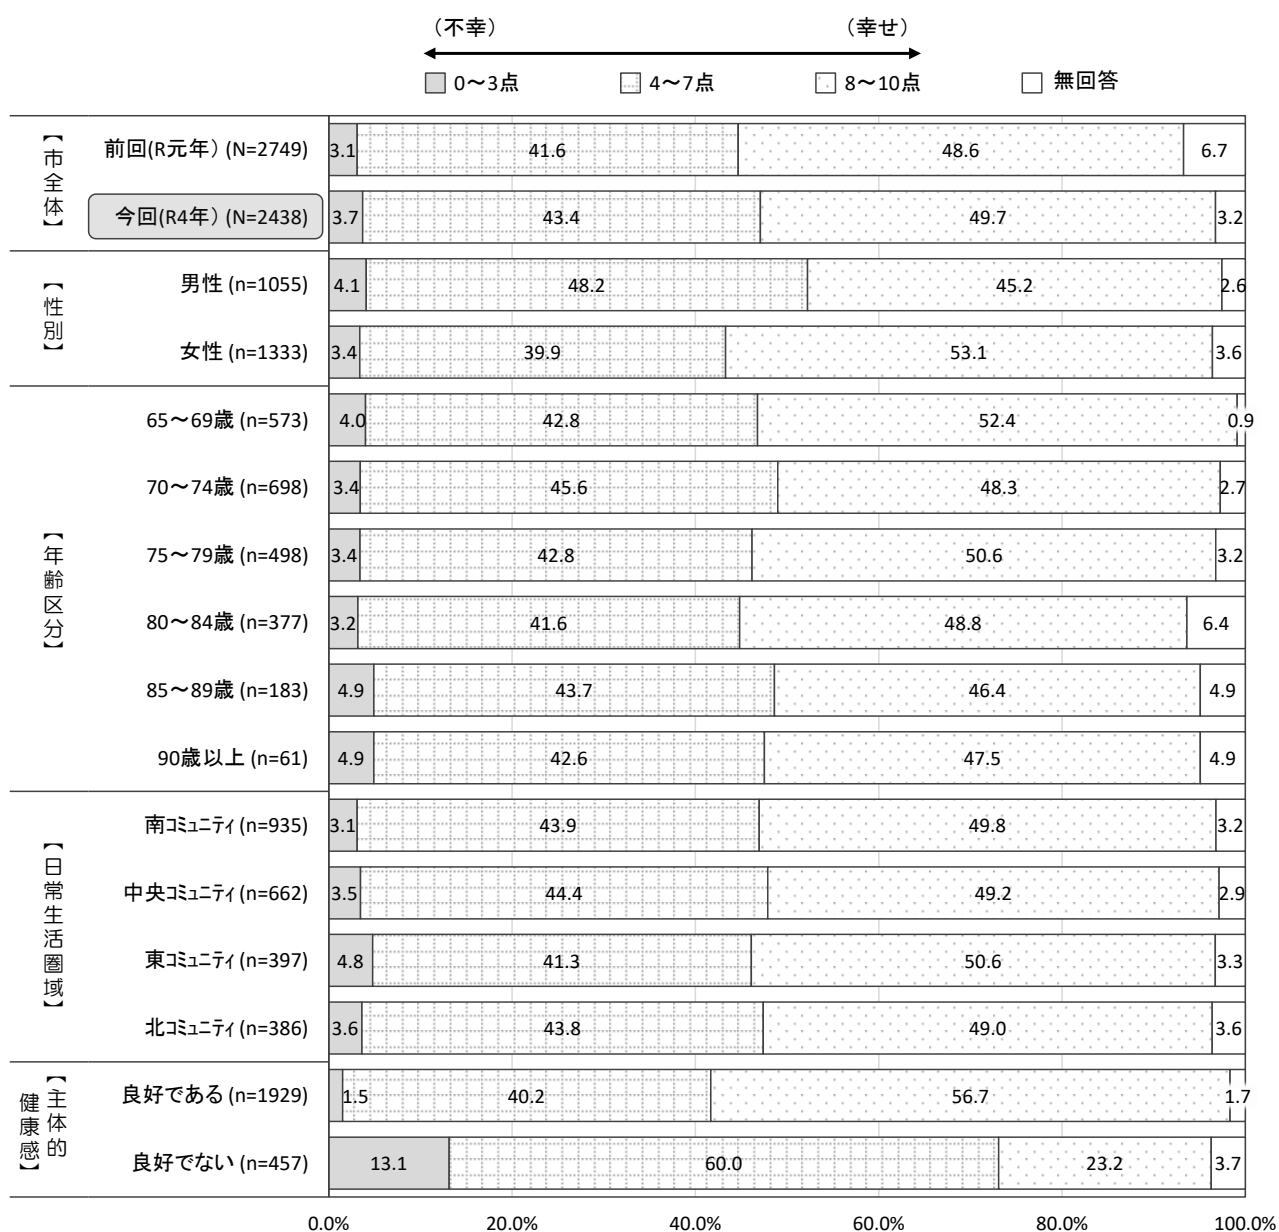 （不幸） （幸せ）
0～3点 4～7点 8～10点 無回答
【市全体】
前回(R元年）(N=2749) 3.1 41.6 48.6 6.7
今回(R4年）(N=2438) 3.7 43.4 49.7 3.2
【性別】
男性 (n=1055) 4.1 48.2 45.2 2.6
女性 (n=1333) 3.4 39.9 53.1 3.6
【年齢区分】
65～69歳 (n=573) 4.0 42.8 52.4 0.9
70～74歳 (n=698) 3.4 45.6 48.3 2.7
75～79歳 (n=498) 3.4 42.8 50.6 3.2
80～84歳 (n=377) 3.2 41.6 48.8 6.4
85～89歳 (n=183) 4.9 43.7 46.4 4.9
90歳以上 (n=61) 4.9 42.6 47.5 4.9
【日常生活圏域】
南ｺﾐｭﾆﾃｨ (n=935) 3.1 43.9 49.8 3.2
中央ｺﾐｭﾆﾃｨ (n=662) 3.5 44.4 49.2 2.9
東ｺﾐｭﾆﾃｨ (n=397) 4.8 41.3 50.6 3.3
北ｺﾐｭﾆﾃｨ (n=386) 3.6 43.8 49.0 3.6
【主体的
健康感】
良好である (n=1929) 1.5 40.2 56.7 1.7
良好でない (n=457) 13.1 60.0 23.2 3.7
0.0% 20.0% 40.0% 60.0% 80.0% 100.0%